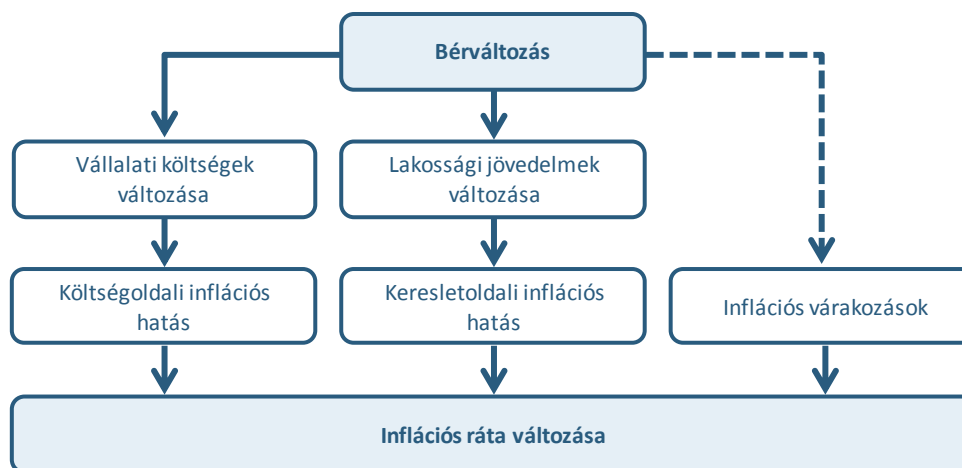 Bérváltozás
Vállalati költségek
változása
Lakossági jövedelmek
változása
Költségoldali inflációs
hatás
Keresletoldali inflációs
hatás
Inflációs várakozások
Inflációs ráta változása